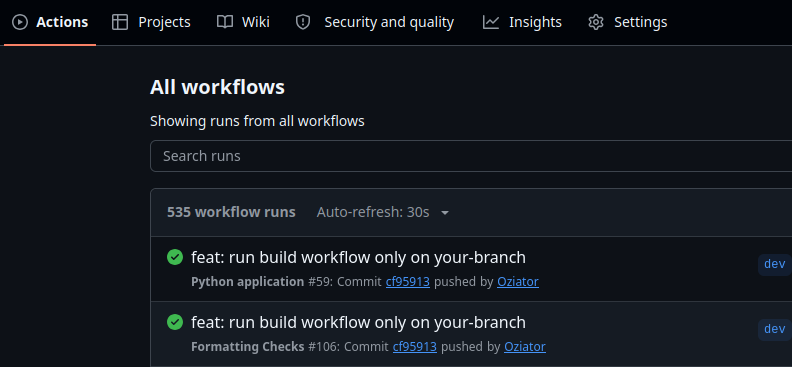 Actions Projects Wiki Security and quality Insights Settings
All workflows
Showing runs from all workflows
Search runs
535 workflow runs Auto-refresh: 30s
feat: run build workflow only on your-branch
dev
Python application #59: Commit cf95913 pushed by Oziator
feat: run build workflow only on your-branch
dev
Formatting Checks #106: Commit cf95913 pushed by Oziator